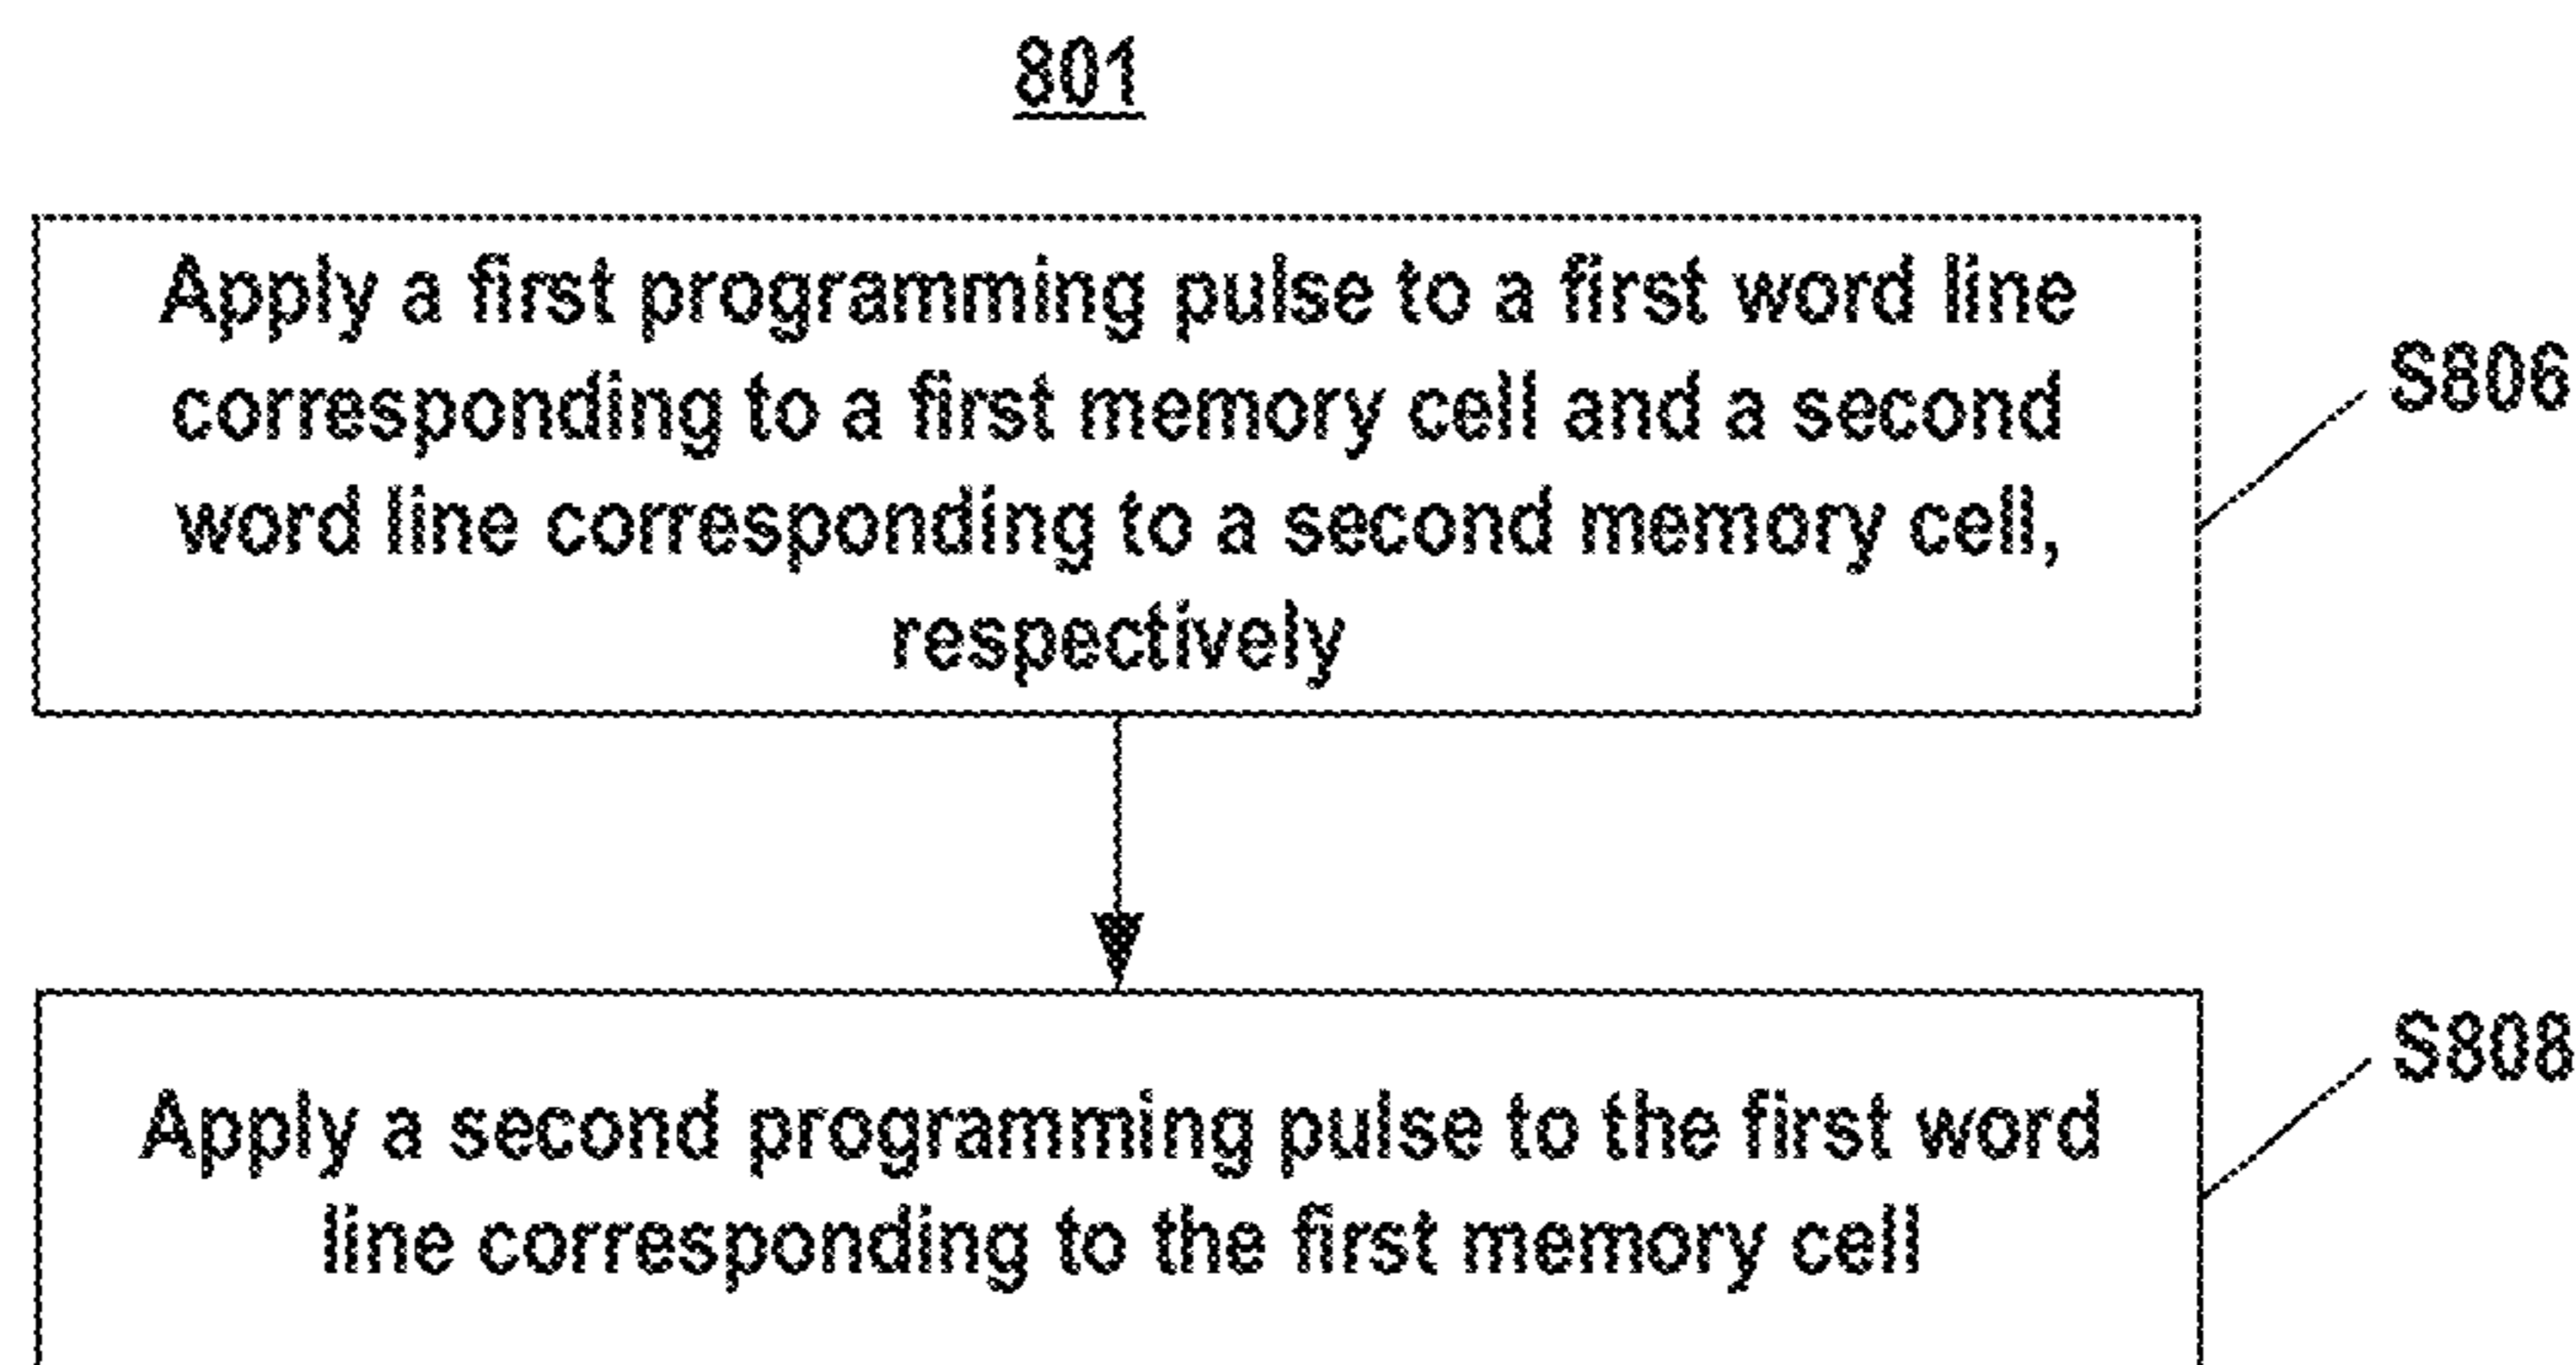 801
Apply a first programming pulse to a first word line
corresponding to a first memory cell and a second
word line corresponding to a second memory cell,
respectively
S806
Apply a second programming pulse to the first word
line corresponding to the first memory cell
S808